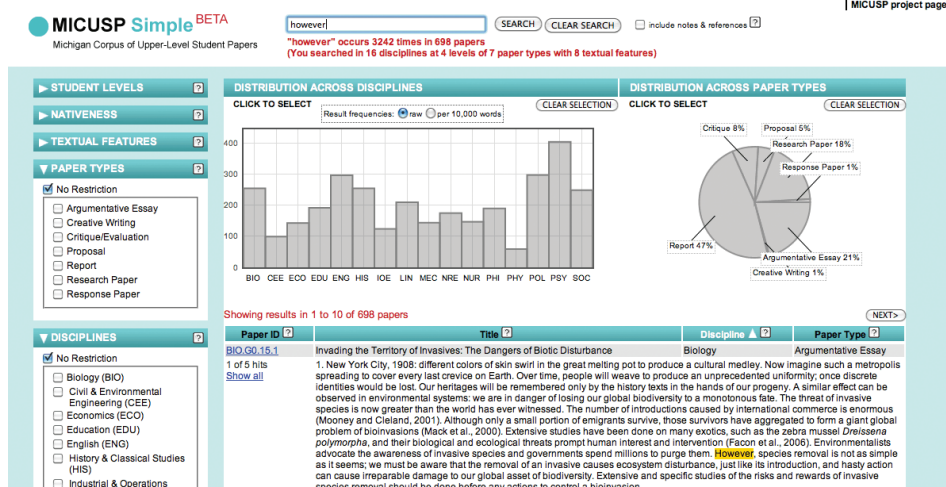 MICUSP project page
MICUSP Simple BETA
Michigan Corpus of Upper-Level Student Papers
however
SEARCH
CLEAR SEARCH
include notes & references ?
"however" occurs 3242 times in 698 papers
(You searched in 16 disciplines at 4 levels of 7 paper types with 8 textual features)
STUDENT LEVELS ?
NATIVENESS ?
TEXTUAL FEATURES ?
PAPER TYPES ?
No Restriction
Argumentative Essay
Creative Writing
Critique/Evaluation
Proposal
Report
Research Paper
Response Paper
DISCIPLINES ?
No Restriction
Biology (BIO)
Civil & Environmental
Engineering (CEE)
Economics (ECO)
Education (EDU)
English (ENG)
History & Classical Studies
(HIS)
Industrial & Operations
DISTRIBUTION ACROSS DISCIPLINES
CLICK TO SELECT
CLEAR SELECTION
Result frequencies: raw per 10,000 words
400
300
200
100
0
BIO CEE ECO EDU ENG HIS IOE LIN MEC NRE NUR PHI PHY POL PSY SOC
DISTRIBUTION ACROSS PAPER TYPES
CLICK TO SELECT
CLEAR SELECTION
Critique 8%
Proposal 5%
Research Paper 18%
Response Paper 1%
Report 47%
Argumentative Essay 21%
Creative Writing 1%
Showing results in 1 to 10 of 698 papers
NEXT>
Paper ID ? Title ? Discipline ? Paper Type ?
BIO.G0.15.1 Invading the Territory of Invasives: The Dangers of Biotic Disturbance Biology Argumentative Essay
1 of 5 hits
Show all
1. New York City, 1908: different colors of skin swirl in the great melting pot to produce a cultural medley. Now imagine such a metropolis
spreading to cover every last crevice on Earth. Over time, people will weave to produce an unprecedented uniformity; once discrete
identities would be lost. Our heritages will be remembered only by the history texts in the hands of our progeny. A similar effect can be
observed in environmental systems: we are in danger of losing our global biodiversity to a monotonous fate. The threat of invasive
species is now greater than the world has ever witnessed. The number of introductions caused by international commerce is enormous
(Mooney and Cleland, 2001). Although only a small portion of emigrants survive, those survivors have aggregated to form a giant global
problem of bioinvasions (Mack et al., 2000). Extensive studies have been done on many exotics, such as the zebra mussel Dreissena
polymorpha, and their biological and ecological threats prompt human interest and intervention (Facon et al., 2006). Environmentalists
advocate the awareness of invasive species and governments spend millions to purge them. However, species removal is not as simple
as it seems; we must be aware that the removal of an invasive causes ecosystem disturbance, just like its introduction, and hasty action
can cause irreparable damage to our global asset of biodiversity. Extensive and specific studies of the risks and rewards of invasive
species removal should be done before any actions to control a bioinvasion.